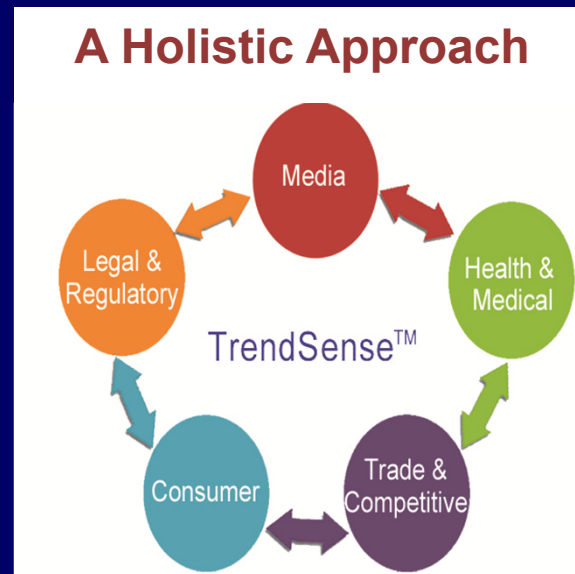 A Holistic Approach
Media
Legal &
Regulatory
Health &
Medical
TrendSense™
Consumer
Trade &
Competitive